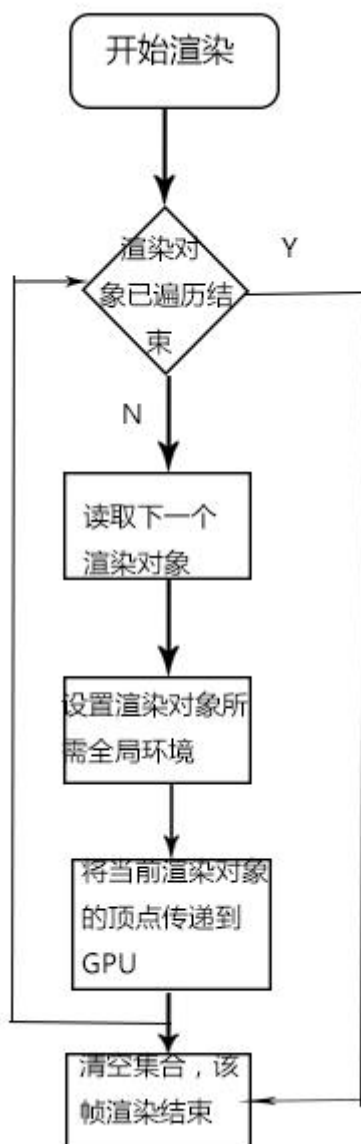 开始渲染
渲染对
象已遍历结
束
Y
N
读取下一个
渲染对象
设置渲染对象所
需全局环境
将当前渲染对象
的顶点传递到
GPU
清空集合，该
帧渲染结束